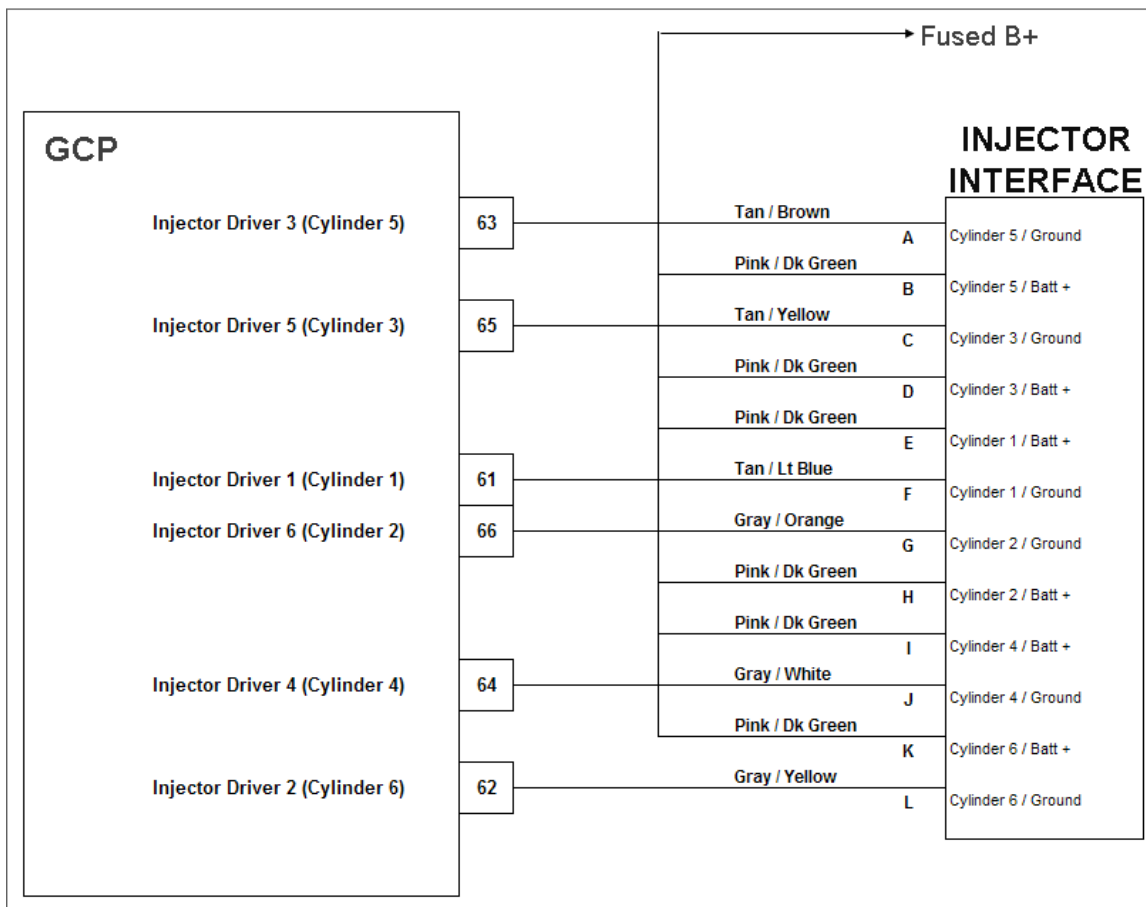 Fused B+
GCP
INJECTOR
INTERFACE
Injector Driver 3 (Cylinder 5)
63
Tan / Brown
A
Cylinder 5 / Ground
Pink / Dk Green
B
Cylinder 5 / Batt +
Injector Driver 5 (Cylinder 3)
65
Tan / Yellow
C
Cylinder 3 / Ground
Pink / Dk Green
D
Cylinder 3 / Batt +
Pink / Dk Green
E
Cylinder 1 / Batt +
Injector Driver 1 (Cylinder 1)
61
Tan / Lt Blue
F
Cylinder 1 / Ground
Injector Driver 6 (Cylinder 2)
66
Gray / Orange
G
Cylinder 2 / Ground
Pink / Dk Green
H
Cylinder 2 / Batt +
Pink / Dk Green
I
Cylinder 4 / Batt +
Injector Driver 4 (Cylinder 4)
64
Gray / White
J
Cylinder 4 / Ground
Pink / Dk Green
K
Cylinder 6 / Batt +
Injector Driver 2 (Cylinder 6)
62
Gray / Yellow
L
Cylinder 6 / Ground